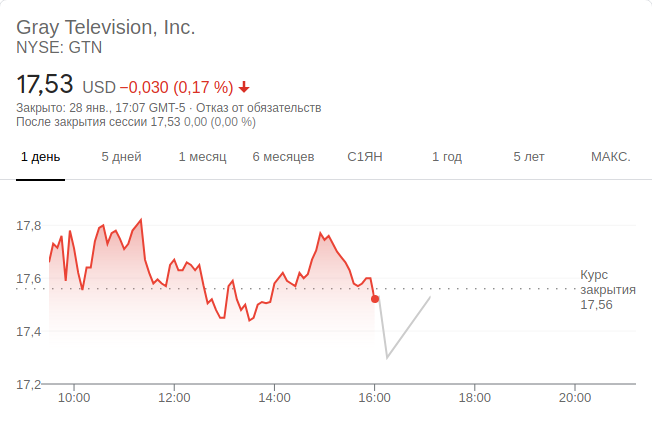 Gray Television, Inc.
NYSE: GTN
17,53 USD −0,030 (0,17 %)
Закрыто: 28 янв., 17:07 GMT-5 · Отказ от обязательств
После закрытия сессии 17,53 0,00 (0,00 %)
1 день 5 дней 1 месяц 6 месяцев С1ЯН 1 год 5 лет МАКС.
17,8
17,6
Курс
закрытия
17,56
17,4
17,2
10:00 12:00 14:00 16:00 18:00 20:00